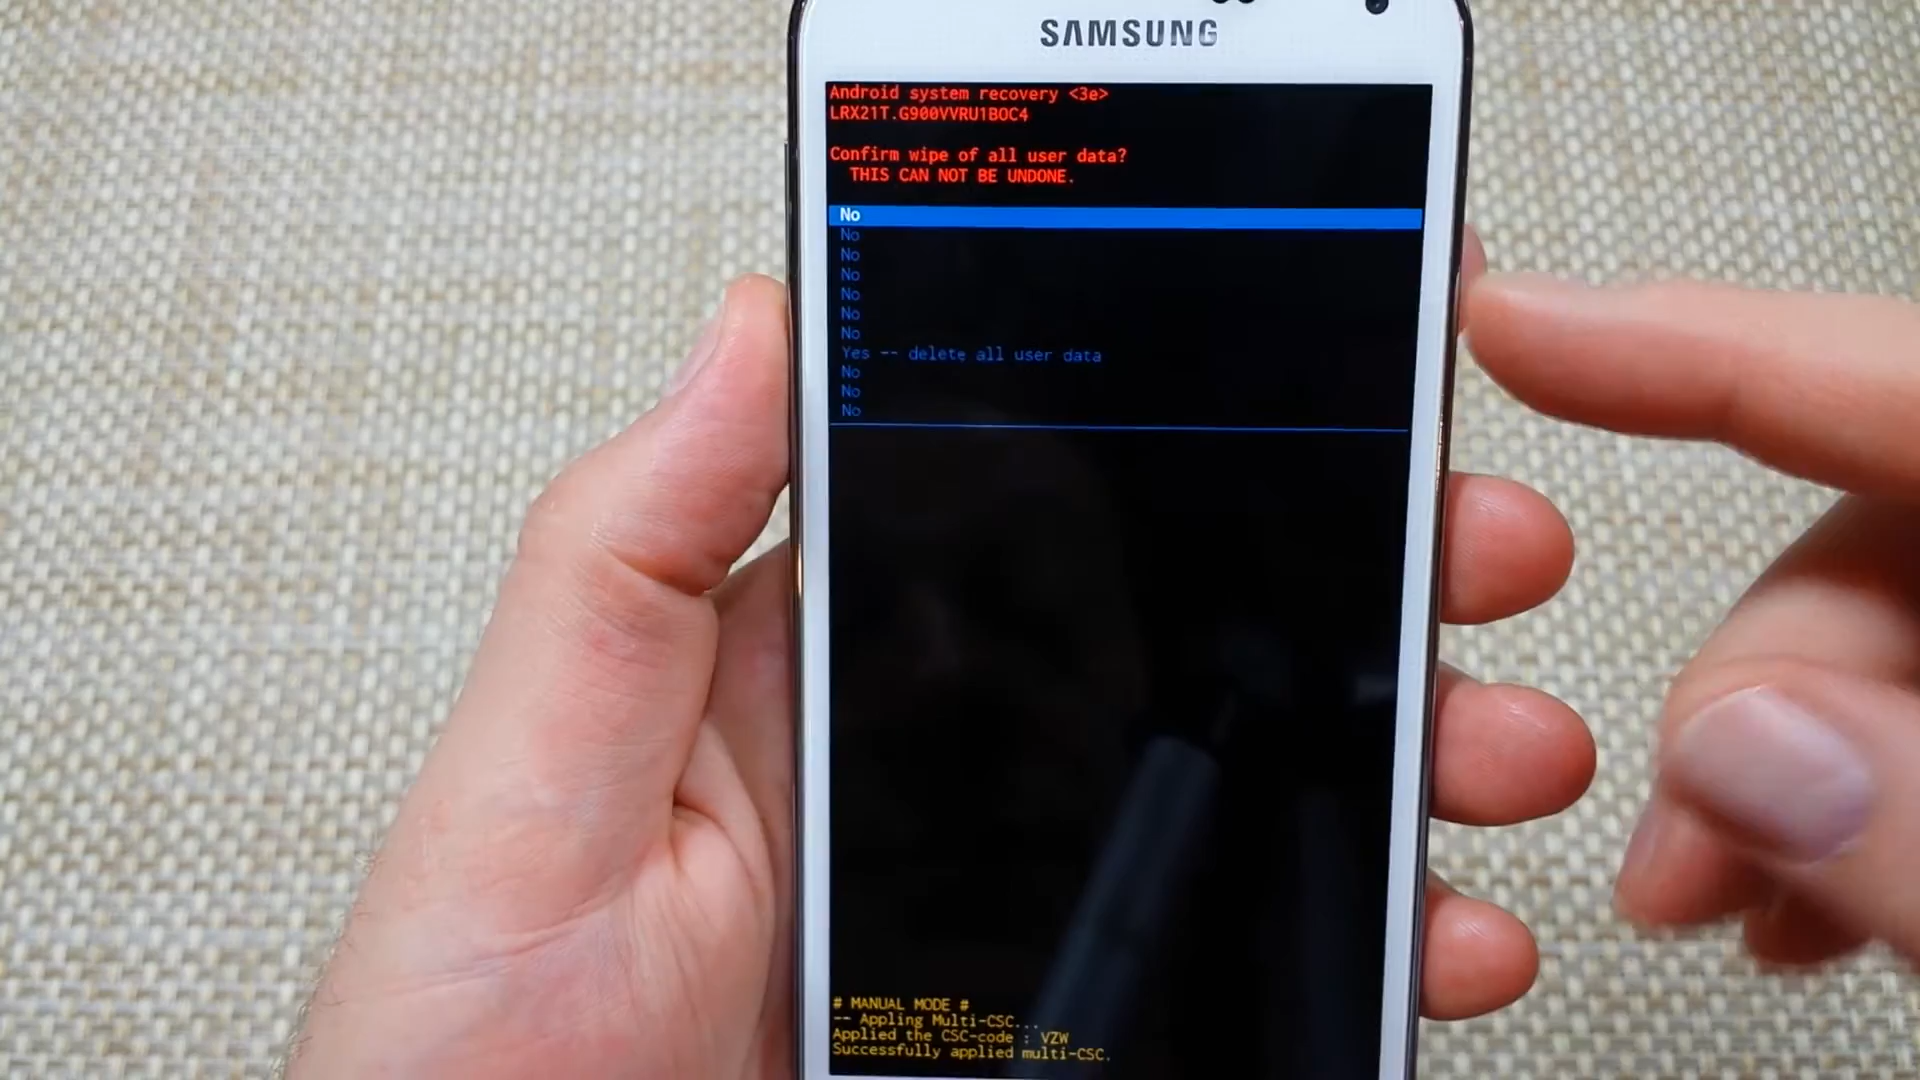 SAMSUNG
Android system recovery <3e>
LRX21T.G900VVRU1BOC4
Confirm wipe of all user data?
THIS CAN NOT BE UNDONE.
No
No
No
No
No
No
No
Yes -- delete all user data
No
No
No
# MANUAL MODE #
-- Appling Multi-CSC...
Applied the CSC-code : VZW
Successfully applied multi-CSC.